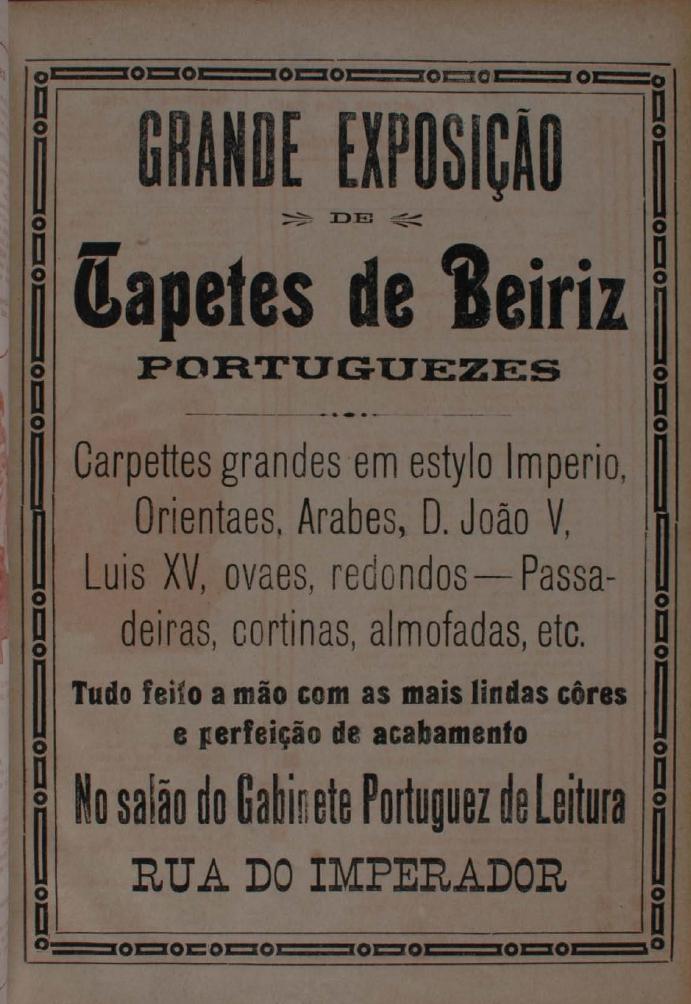 GRANDE EXPOSIÇÃO
DE
Tapetes de Beiriz
PORTUGUEZES
Carpettes grandes em estylo Imperio,
Orientaes, Arabes, D. João V,
Luis XV, ovaes, redondos — Passa-
deiras, cortinas, almofadas, etc.
Tudo feito a mão com as mais lindas côres
e perfeição de acabamento
No salão do Gabinete Portuguez de Leitura
RUA DO IMPERADOR